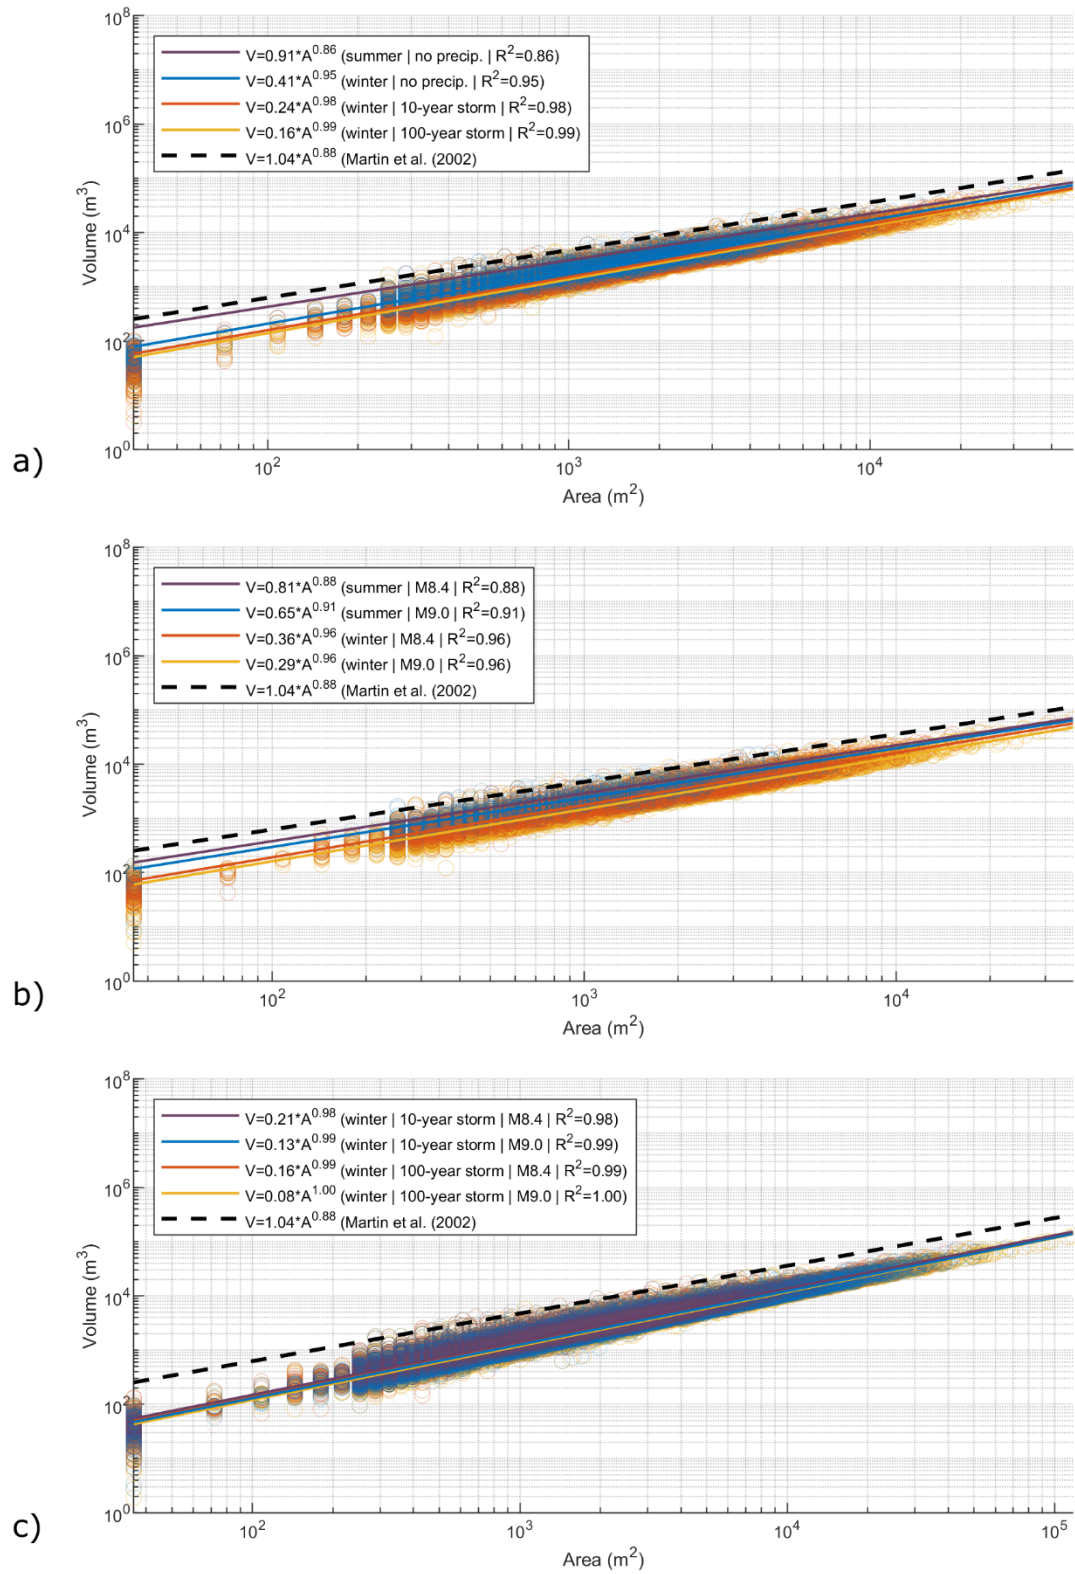 10^8
V=0.91*A^0.86 (summer | no precip. | R^2=0.86)
V=0.41*A^0.95 (winter | no precip. | R^2=0.95)
V=0.24*A^0.98 (winter | 10-year storm | R^2=0.98)
V=0.16*A^0.99 (winter | 100-year storm | R^2=0.99)
V=1.04*A^0.88 (Martin et al. (2002)
10^6
10^4
10^2
10^0
Volume (m^3)
a)
10^2 10^3 10^4
Area (m^2)
10^8
V=0.81*A^0.88 (summer | M8.4 | R^2=0.88)
V=0.65*A^0.91 (summer | M9.0 | R^2=0.91)
V=0.36*A^0.96 (winter | M8.4 | R^2=0.96)
V=0.29*A^0.96 (winter | M9.0 | R^2=0.96)
V=1.04*A^0.88 (Martin et al. (2002)
10^6
10^4
10^2
10^0
Volume (m^3)
b)
10^2 10^3 10^4
Area (m^2)
10^8
V=0.21*A^0.98 (winter | 10-year storm | M8.4 | R^2=0.98)
V=0.13*A^0.99 (winter | 10-year storm | M9.0 | R^2=0.99)
V=0.16*A^0.99 (winter | 100-year storm | M8.4 | R^2=0.99)
V=0.08*A^1.00 (winter | 100-year storm | M9.0 | R^2=1.00)
V=1.04*A^0.88 (Martin et al. (2002)
10^6
10^4
10^2
10^0
Volume (m^3)
c)
10^2 10^3 10^4 10^5
Area (m^2)